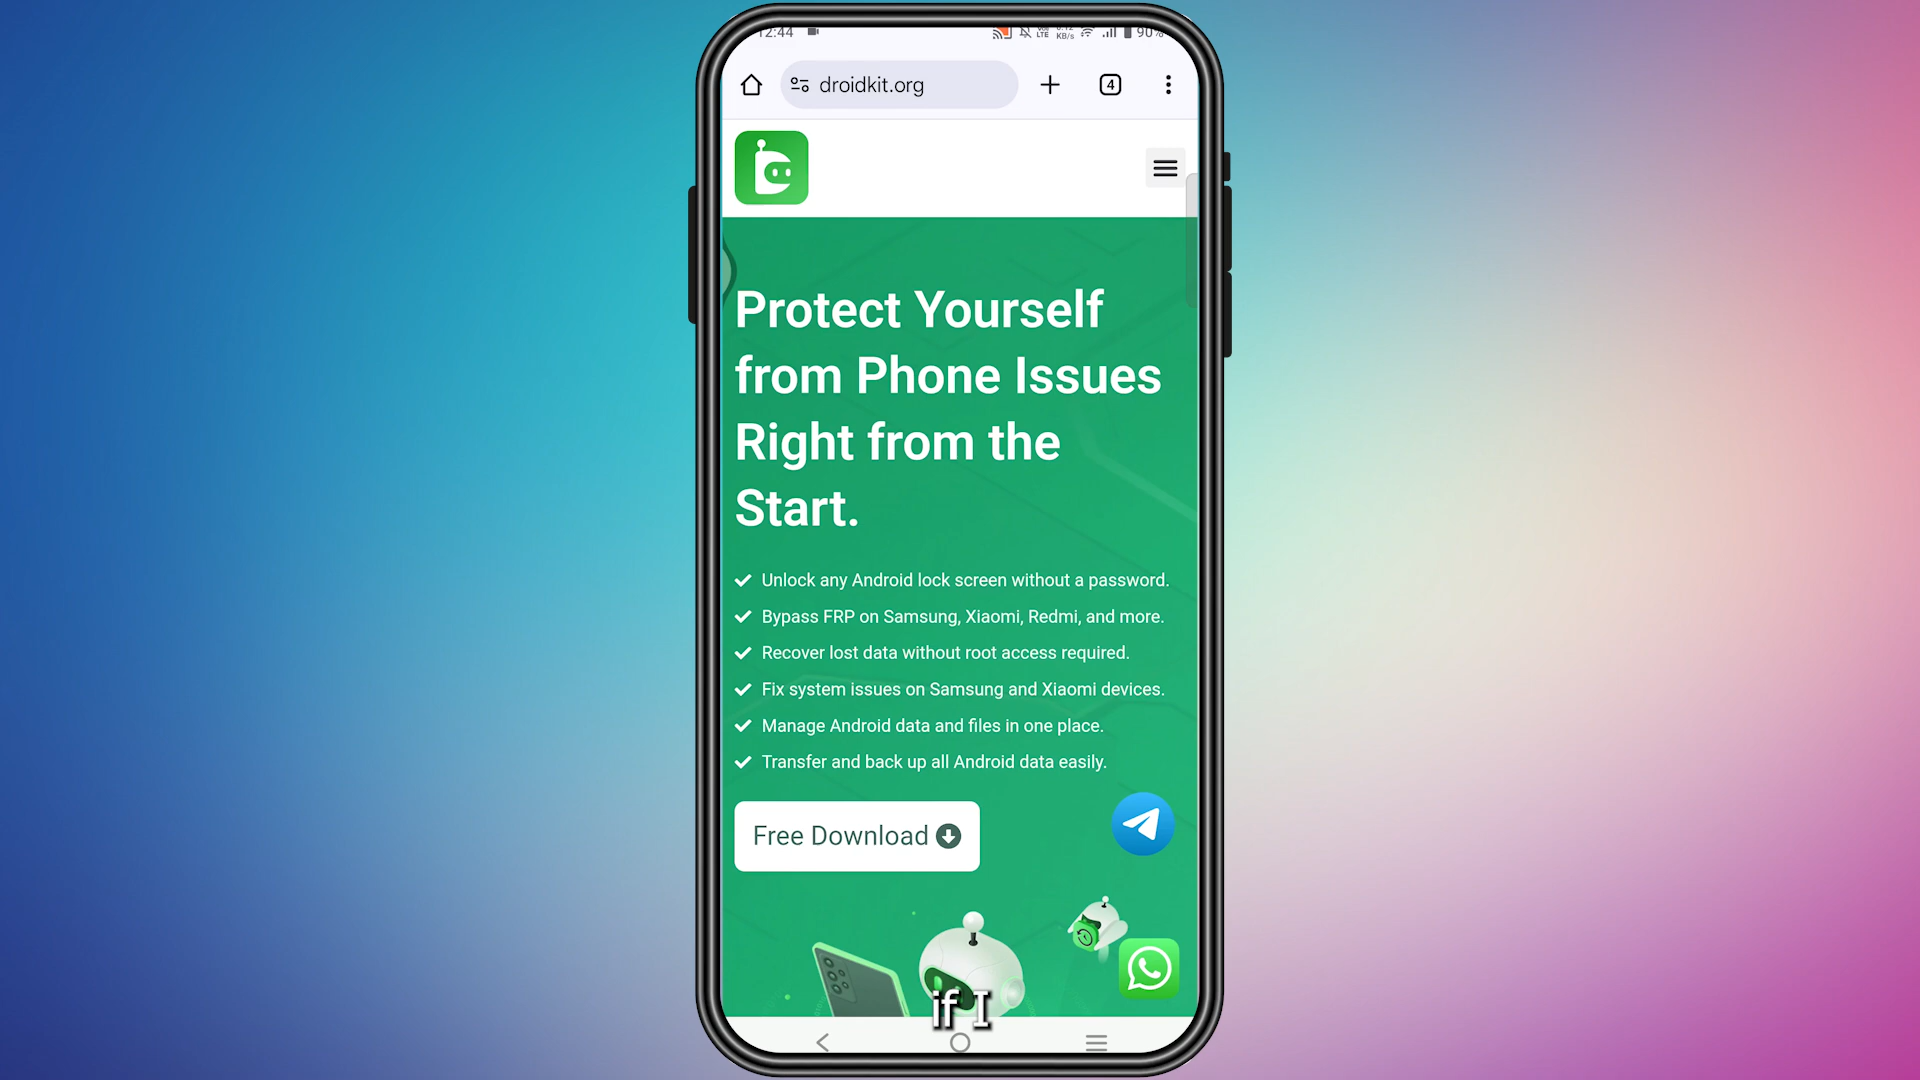 12:44
LTE
KB/s
90%
droidkit.org
4
Protect Yourself
from Phone Issues
Right from the
Start.
Unlock any Android lock screen without a password.
Bypass FRP on Samsung, Xiaomi, Redmi, and more.
Recover lost data without root access required.
Fix system issues on Samsung and Xiaomi devices.
Manage Android data and files in one place.
Transfer and back up all Android data easily.
Free Download
if I